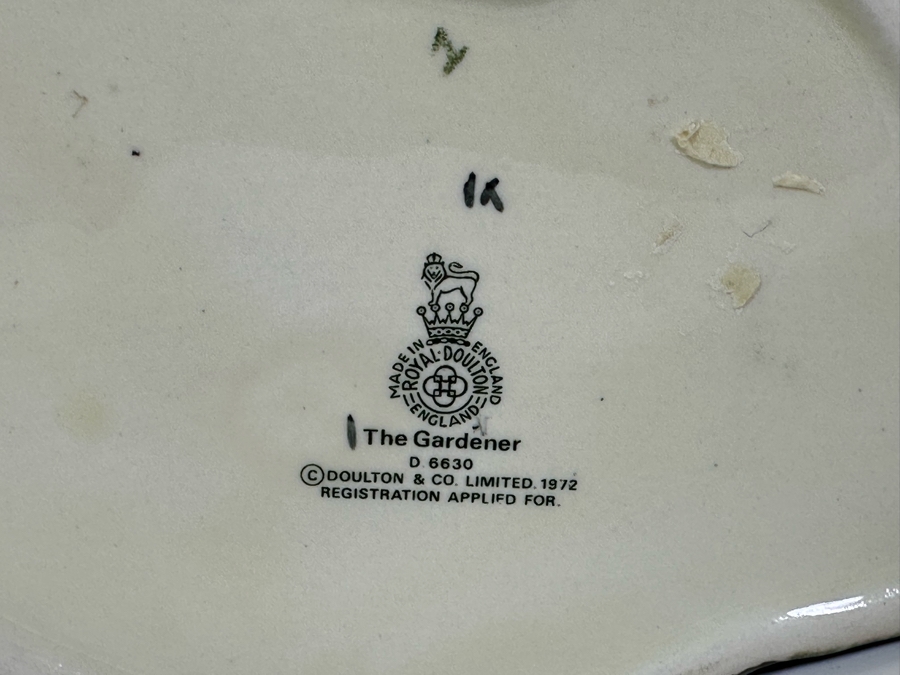 1K
MADE IN ENGLAND
ROYAL·DOULTON
ENGLAND
The Gardener
D. 6630
© DOULTON & CO. LIMITED. 1972
REGISTRATION APPLIED FOR.